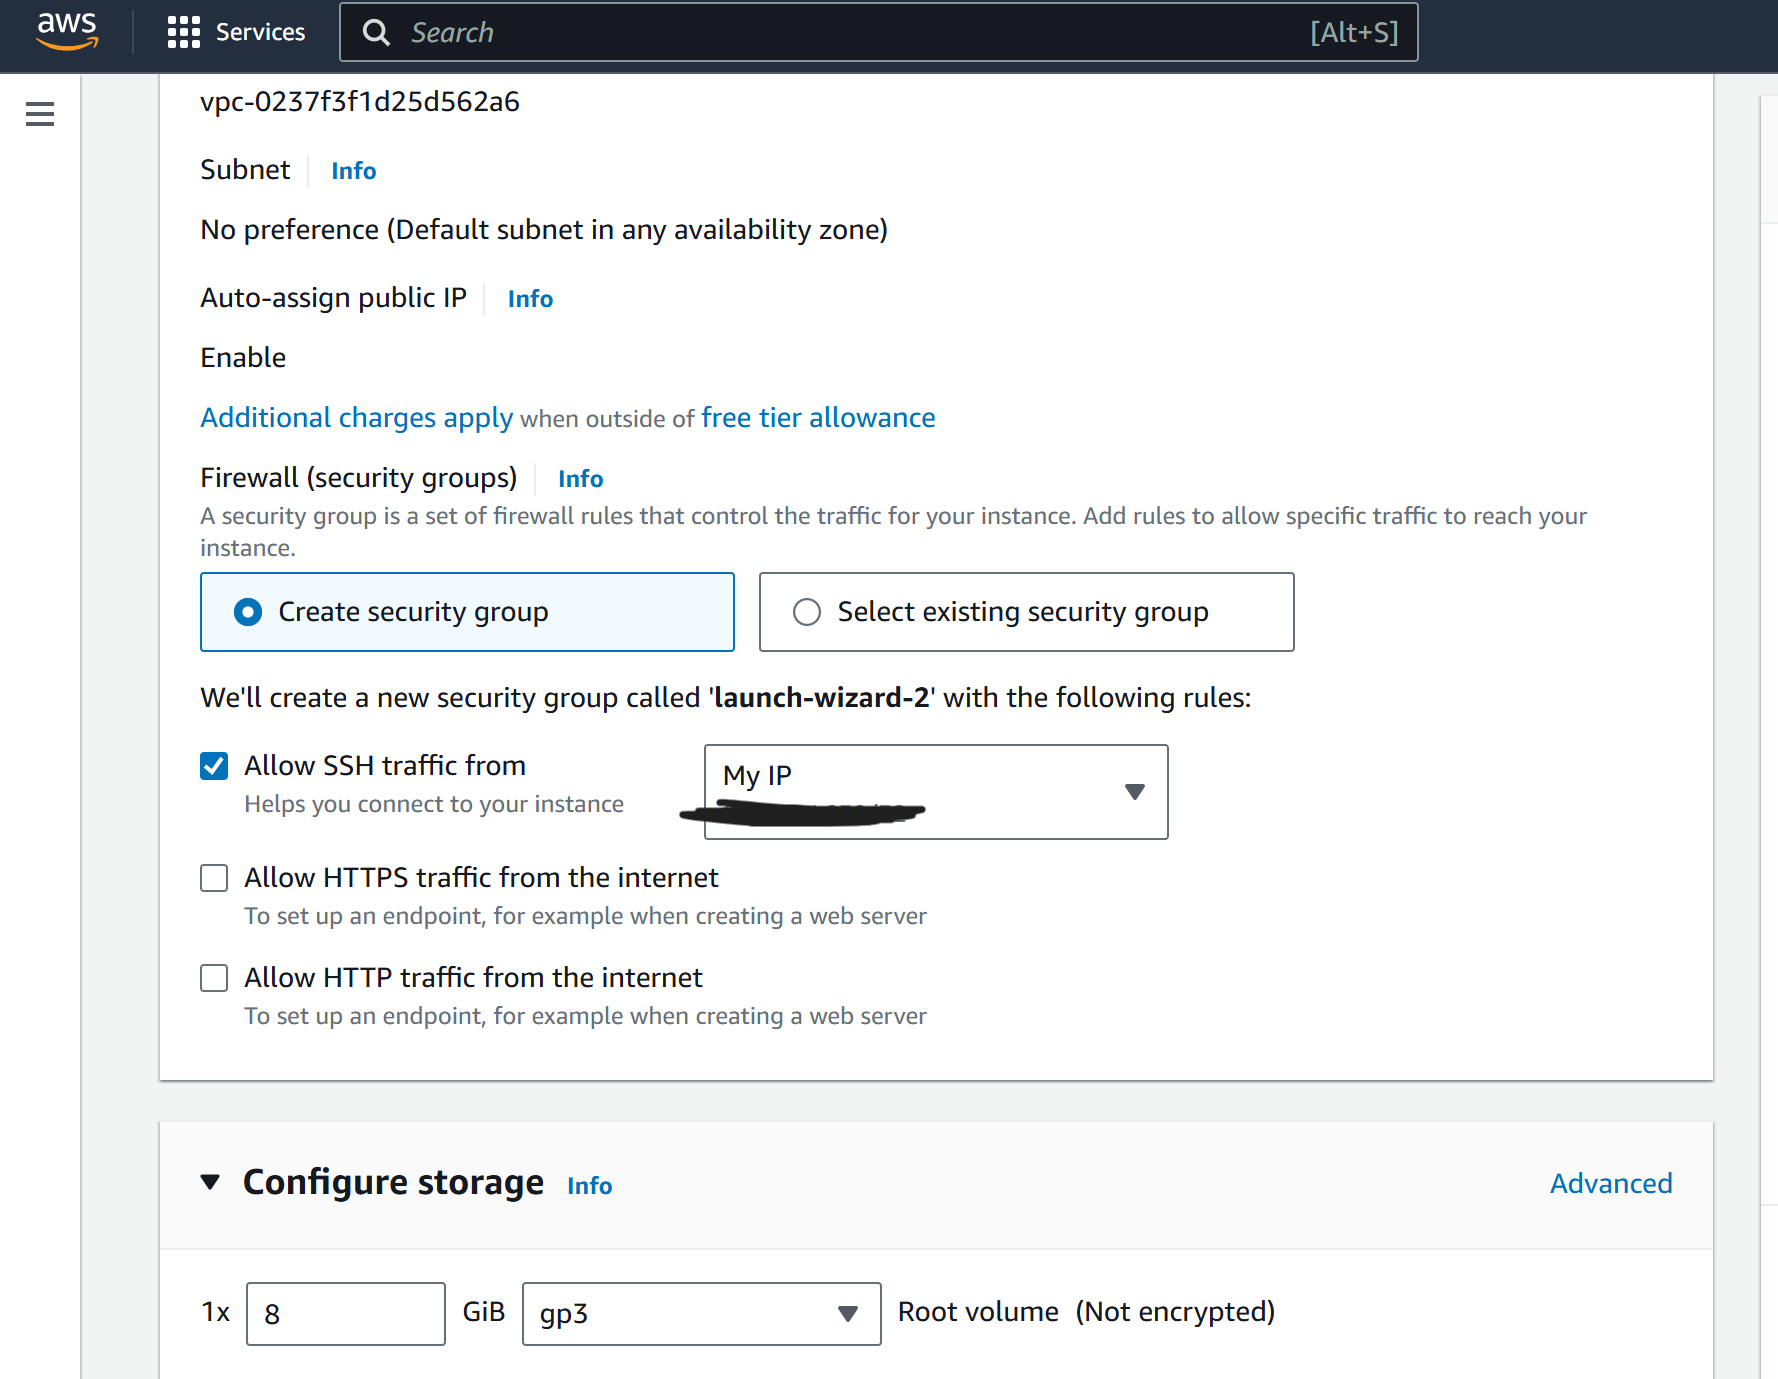 aws
Services
Search
[Alt+S]
vpc-0237f3f1d25d562a6
Subnet
Info
No preference (Default subnet in any availability zone)
Auto-assign public IP
Info
Enable
Additional charges apply when outside of free tier allowance
Firewall (security groups)
Info
A security group is a set of firewall rules that control the traffic for your instance. Add rules to allow specific traffic to reach your
instance.
Create security group
Select existing security group
We'll create a new security group called 'launch-wizard-2' with the following rules:
Allow SSH traffic from
Helps you connect to your instance
My IP
Allow HTTPS traffic from the internet
To set up an endpoint, for example when creating a web server
Allow HTTP traffic from the internet
To set up an endpoint, for example when creating a web server
Configure storage
Info
Advanced
1x
8
GiB
gp3
Root volume (Not encrypted)